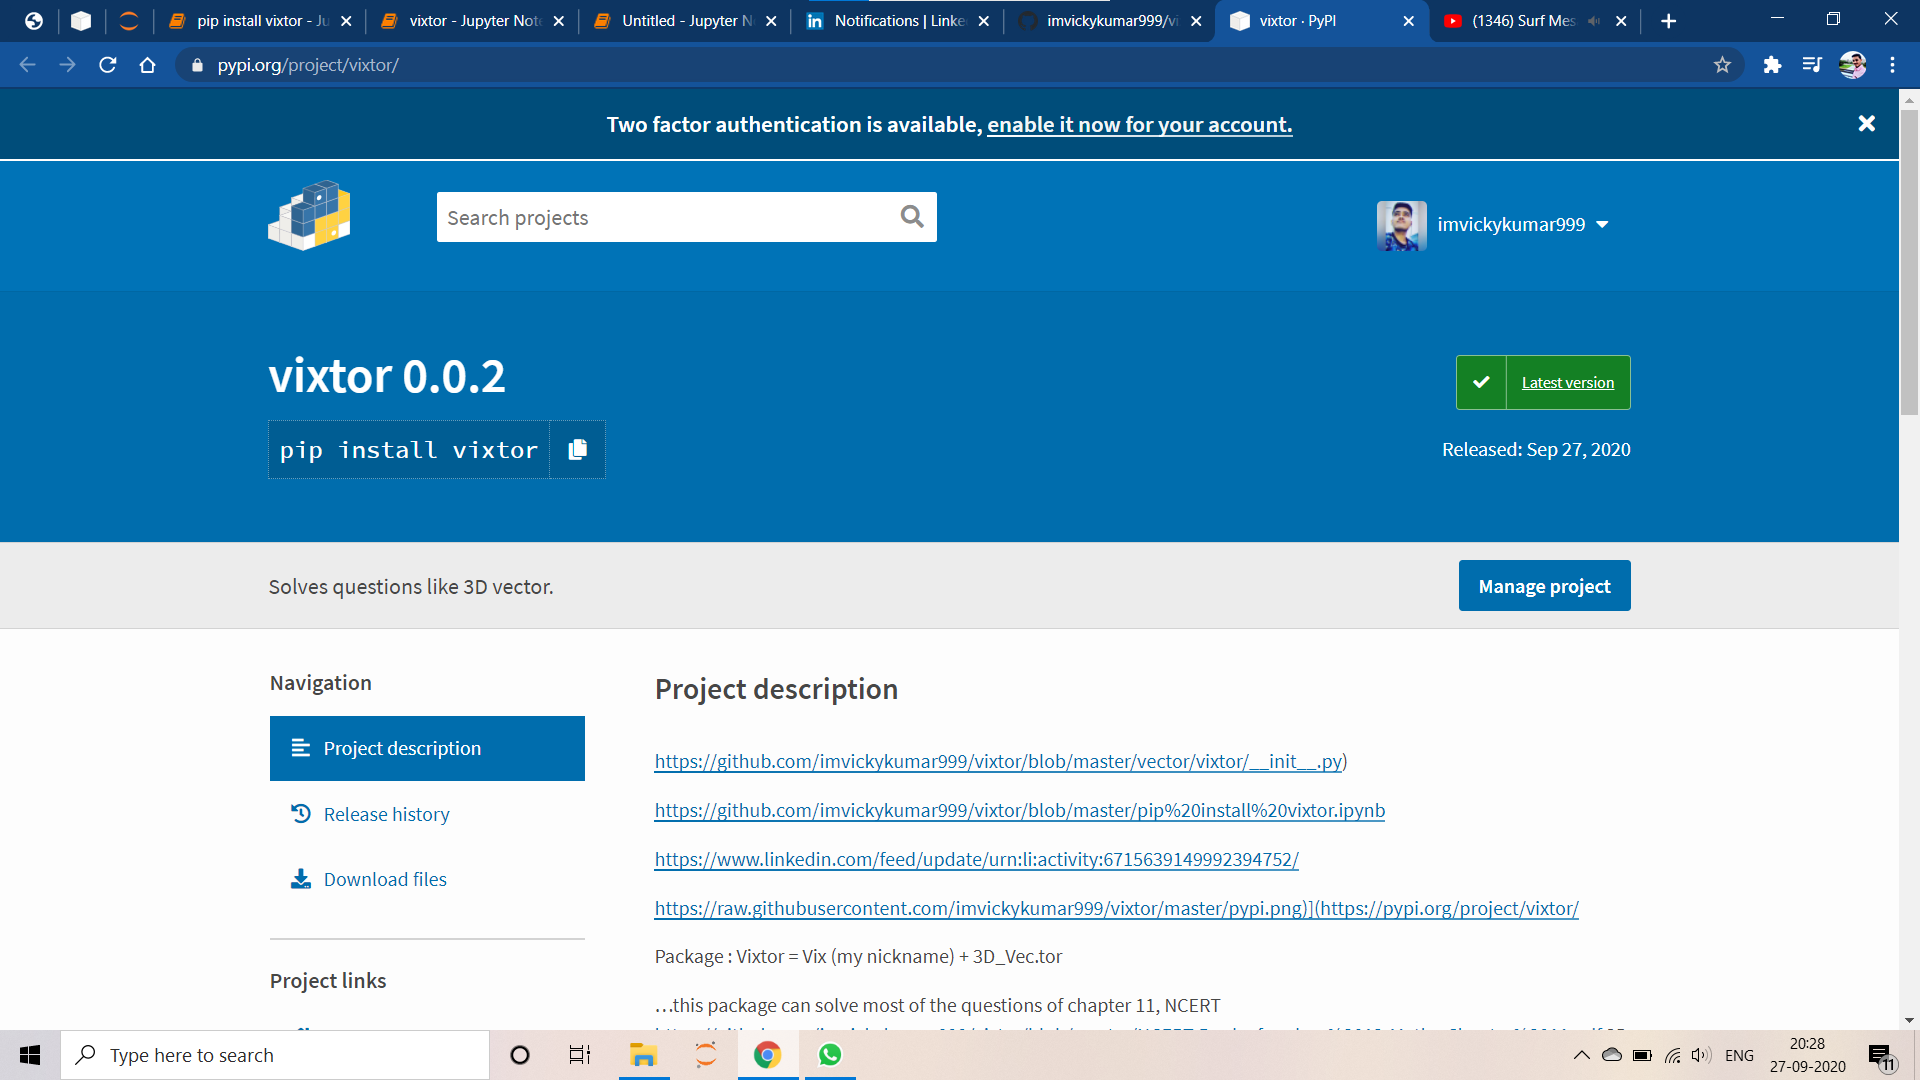 pip install vixtor - Ju
vixtor - Jupyter Note
Untitled - Jupyter N
Notifications | Linke
imvickykumar999/vi
vixtor · PyPI
(1346) Surf Mes
pypi.org/project/vixtor/
Two factor authentication is available, enable it now for your account.
Search projects
imvickykumar999
vixtor 0.0.2
Latest version
pip install vixtor
Released: Sep 27, 2020
Solves questions like 3D vector.
Manage project
Navigation
Project description
Release history
Download files
Project links
Project description
https://github.com/imvickykumar999/vixtor/blob/master/vector/vixtor/__init__.py)
https://github.com/imvickykumar999/vixtor/blob/master/pip%20install%20vixtor.ipynb
https://www.linkedin.com/feed/update/urn:li:activity:6715639149992394752/
https://raw.githubusercontent.com/imvickykumar999/vixtor/master/pypi.png)](https://pypi.org/project/vixtor/
Package : Vixtor = Vix (my nickname) + 3D_Vec.tor
…this package can solve most of the questions of chapter 11, NCERT
Type here to search
ENG
20:28
27-09-2020
11